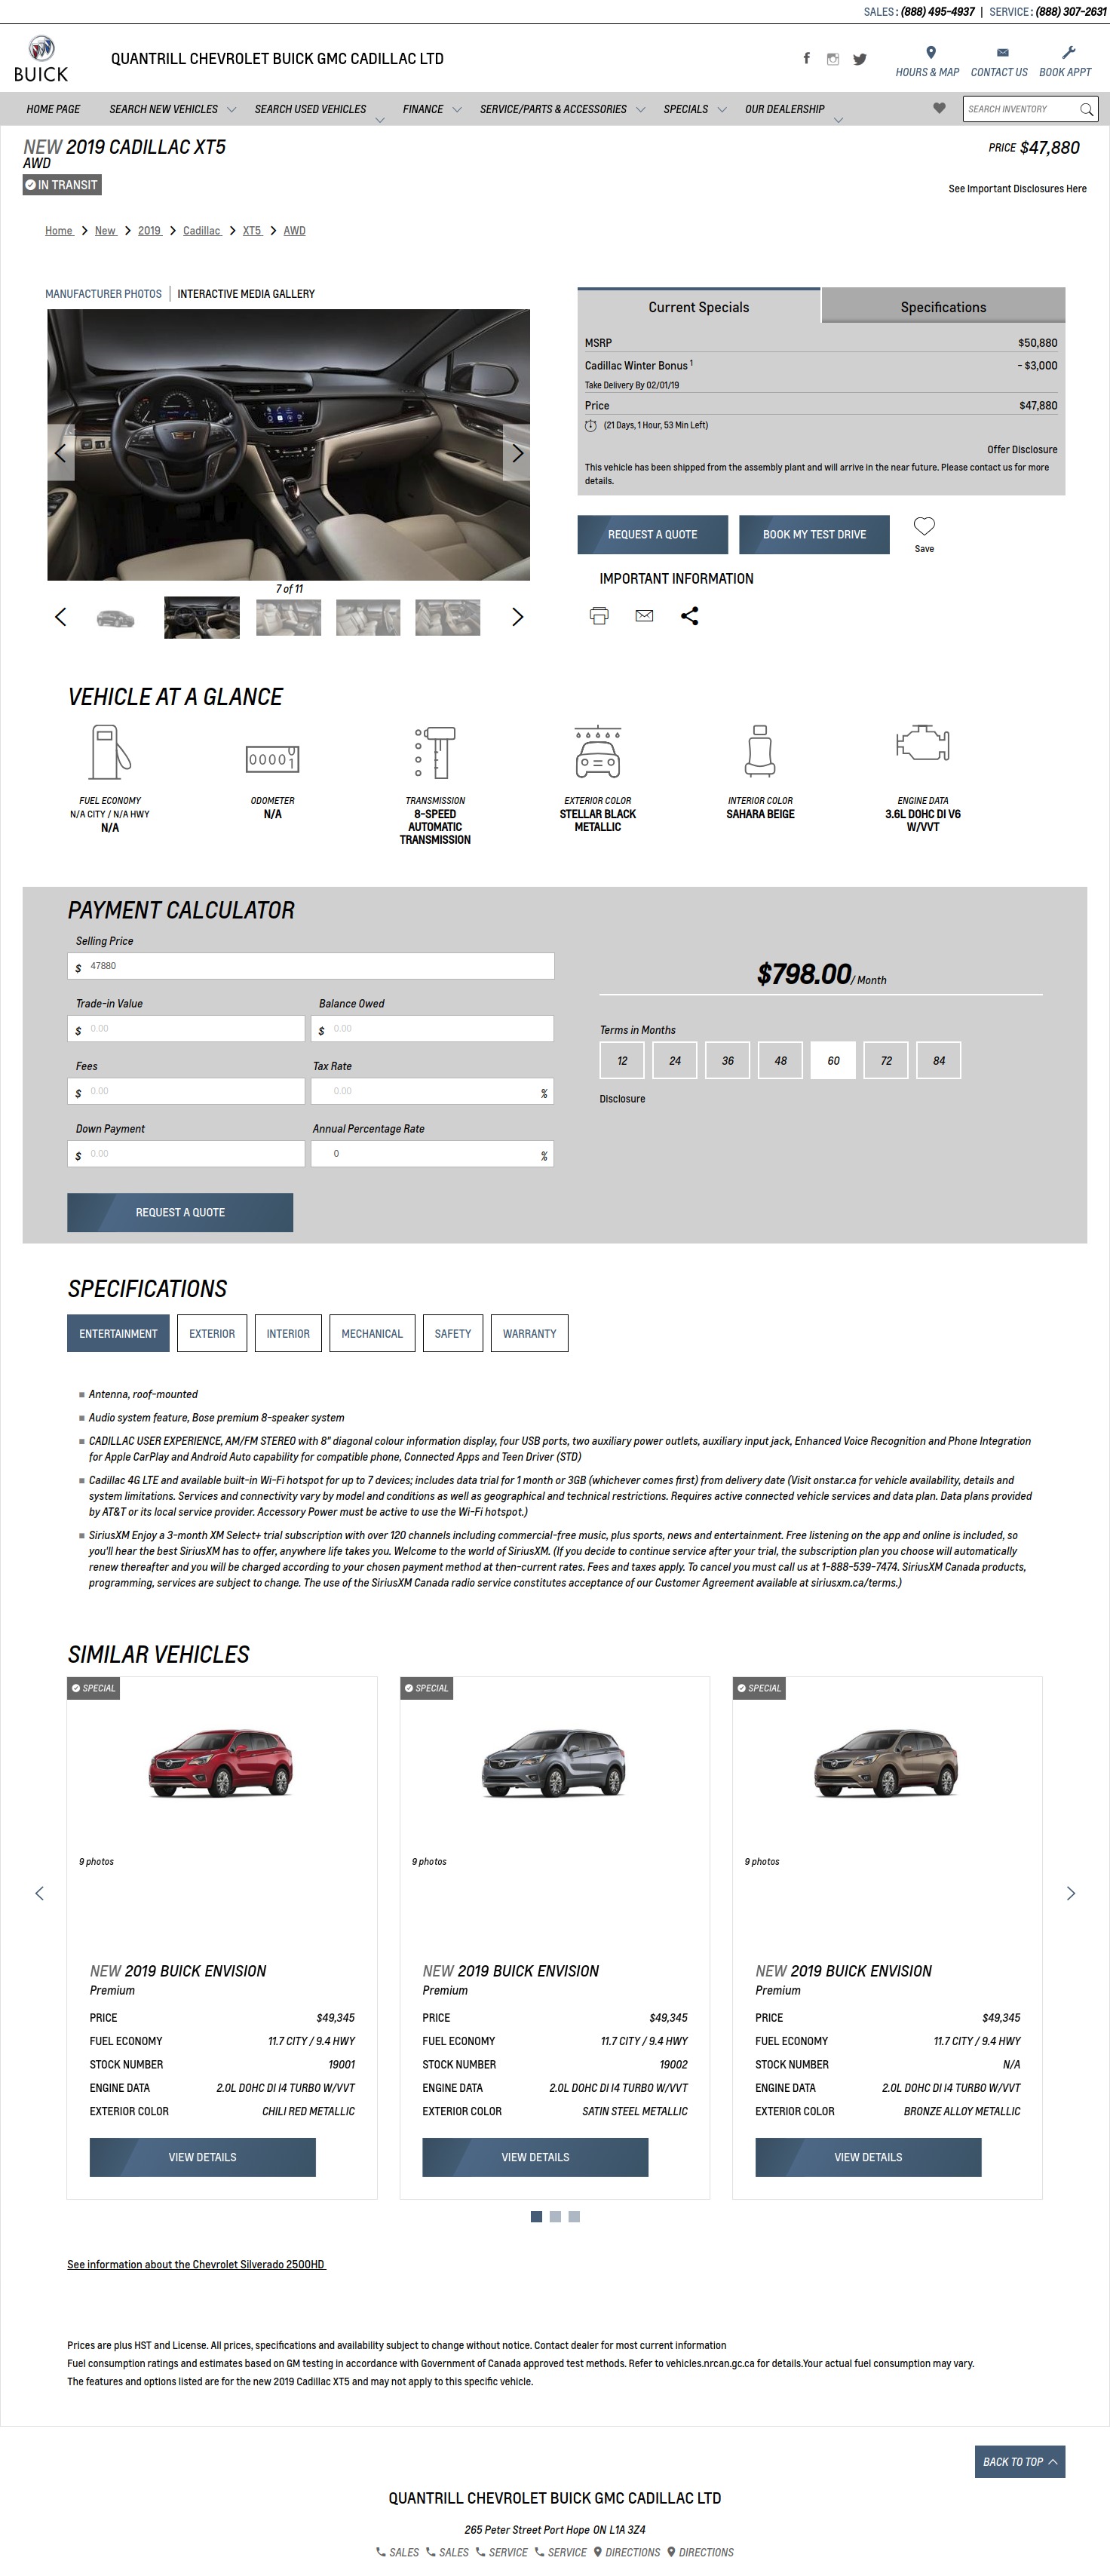 SALES: (888) 495-4937 | SERVICE: (888) 307-2631
BUICK
QUANTRILL CHEVROLET BUICK GMC CADILLAC LTD
HOURS & MAP CONTACT US BOOK APPT
HOME PAGE SEARCH NEW VEHICLES SEARCH USED VEHICLES FINANCE SERVICE/PARTS & ACCESSORIES SPECIALS OUR DEALERSHIP SEARCH INVENTORY
NEW 2019 CADILLAC XT5
AWD
PRICE $47,880
IN TRANSIT
See Important Disclosures Here
Home New 2019 Cadillac XT5 AWD
MANUFACTURER PHOTOS INTERACTIVE MEDIA GALLERY
7 of 11
Current Specials Specifications
MSRP $50,880
Cadillac Winter Bonus 1 - $3,000
Take Delivery By 02/01/19
Price $47,880
(21 Days, 1 Hour, 53 Min Left)
Offer Disclosure
This vehicle has been shipped from the assembly plant and will arrive in the near future. Please contact us for more
details.
REQUEST A QUOTE BOOK MY TEST DRIVE
Save
IMPORTANT INFORMATION
VEHICLE AT A GLANCE
00001 0
FUEL ECONOMY
N/A CITY / N/A HWY
N/A
ODOMETER
N/A
TRANSMISSION
8-SPEED
AUTOMATIC
TRANSMISSION
EXTERIOR COLOR
STELLAR BLACK
METALLIC
INTERIOR COLOR
SAHARA BEIGE
ENGINE DATA
3.6L DOHC DI V6
W/VVT
PAYMENT CALCULATOR
Selling Price
$ 47880
Trade-in Value Balance Owed
$ 0.00 $ 0.00
Fees Tax Rate
$ 0.00 0.00 %
Down Payment Annual Percentage Rate
$ 0.00 0 %
REQUEST A QUOTE
$798.00/ Month
Terms in Months
12 24 36 48 60 72 84
Disclosure
SPECIFICATIONS
ENTERTAINMENT EXTERIOR INTERIOR MECHANICAL SAFETY WARRANTY
Antenna, roof-mounted
Audio system feature, Bose premium 8-speaker system
CADILLAC USER EXPERIENCE, AM/FM STEREO with 8" diagonal colour information display, four USB ports, two auxiliary power outlets, auxiliary input jack, Enhanced Voice Recognition and Phone Integration
for Apple CarPlay and Android Auto capability for compatible phone, Connected Apps and Teen Driver (STD)
Cadillac 4G LTE and available built-in Wi-Fi hotspot for up to 7 devices; includes data trial for 1 month or 3GB (whichever comes first) from delivery date (Visit onstar.ca for vehicle availability, details and
system limitations. Services and connectivity vary by model and conditions as well as geographical and technical restrictions. Requires active connected vehicle services and data plan. Data plans provided
by AT&T or its local service provider. Accessory Power must be active to use the Wi-Fi hotspot.)
SiriusXM Enjoy a 3-month XM Select+ trial subscription with over 120 channels including commercial-free music, plus sports, news and entertainment. Free listening on the app and online is included, so
you'll hear the best SiriusXM has to offer, anywhere life takes you. Welcome to the world of SiriusXM. (If you decide to continue service after your trial, the subscription plan you choose will automatically
renew thereafter and you will be charged according to your chosen payment method at then-current rates. Fees and taxes apply. To cancel you must call us at 1-888-539-7474. SiriusXM Canada products,
programming, services are subject to change. The use of the SiriusXM Canada radio service constitutes acceptance of our Customer Agreement available at siriusxm.ca/terms.)
SIMILAR VEHICLES
SPECIAL
9 photos
NEW 2019 BUICK ENVISION
Premium
PRICE $49,345
FUEL ECONOMY 11.7 CITY / 9.4 HWY
STOCK NUMBER 19001
ENGINE DATA 2.0L DOHC DI I4 TURBO W/VVT
EXTERIOR COLOR CHILI RED METALLIC
VIEW DETAILS
SPECIAL
9 photos
NEW 2019 BUICK ENVISION
Premium
PRICE $49,345
FUEL ECONOMY 11.7 CITY / 9.4 HWY
STOCK NUMBER 19002
ENGINE DATA 2.0L DOHC DI I4 TURBO W/VVT
EXTERIOR COLOR SATIN STEEL METALLIC
VIEW DETAILS
SPECIAL
9 photos
NEW 2019 BUICK ENVISION
Premium
PRICE $49,345
FUEL ECONOMY 11.7 CITY / 9.4 HWY
STOCK NUMBER N/A
ENGINE DATA 2.0L DOHC DI I4 TURBO W/VVT
EXTERIOR COLOR BRONZE ALLOY METALLIC
VIEW DETAILS
See information about the Chevrolet Silverado 2500HD
Prices are plus HST and License. All prices, specifications and availability subject to change without notice. Contact dealer for most current information
Fuel consumption ratings and estimates based on GM testing in accordance with Government of Canada approved test methods. Refer to vehicles.nrcan.gc.ca for details.Your actual fuel consumption may vary.
The features and options listed are for the new 2019 Cadillac XT5 and may not apply to this specific vehicle.
BACK TO TOP
QUANTRILL CHEVROLET BUICK GMC CADILLAC LTD
265 Peter Street Port Hope ON L1A 3Z4
SALES SALES SERVICE SERVICE DIRECTIONS DIRECTIONS